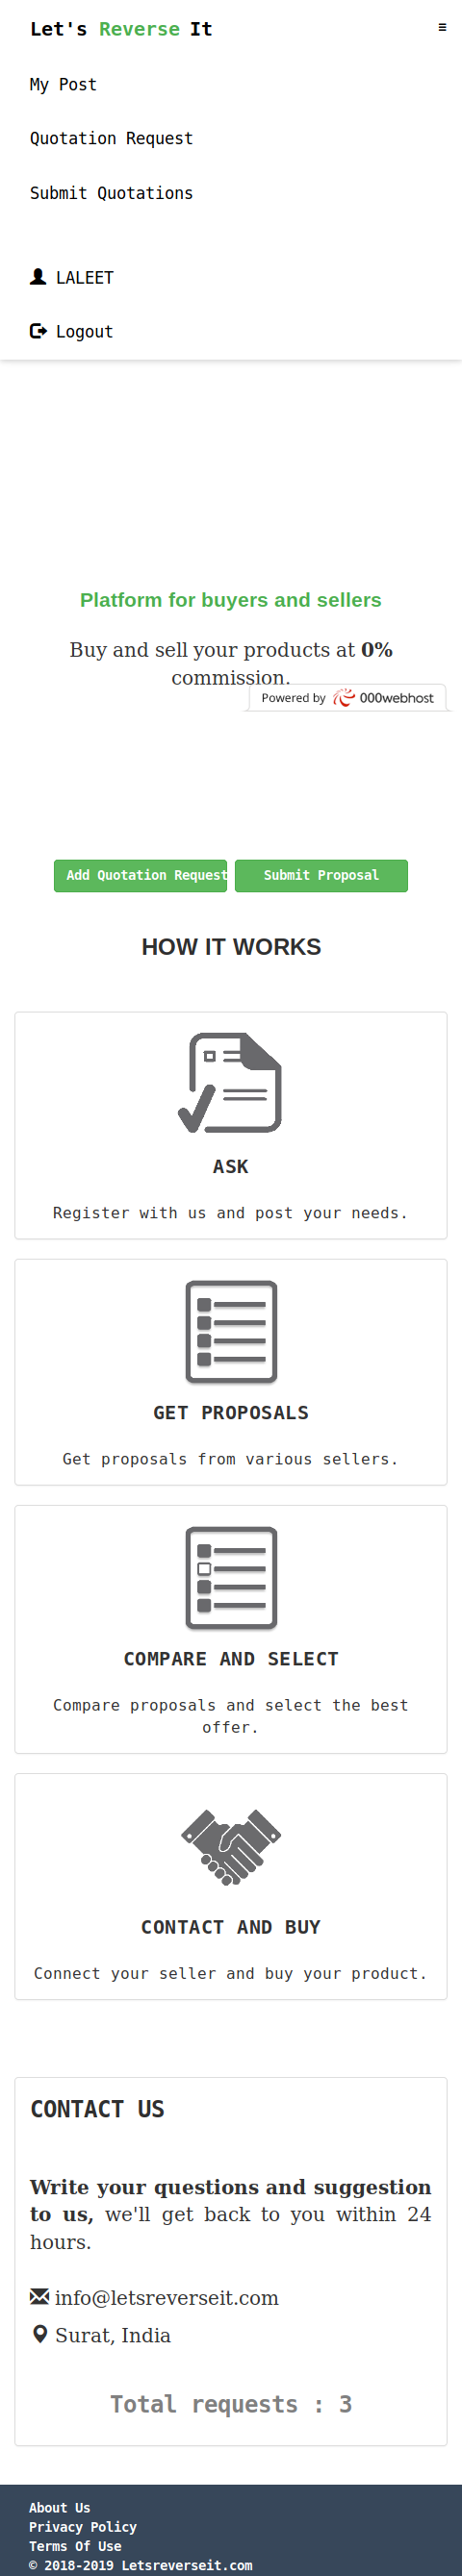 Let's Reverse It
≡
My Post
Quotation Request
Submit Quotations
LALEET
Logout
Platform for buyers and sellers
Buy and sell your products at 0%
commission.
Powered by 000webhost
Add Quotation Request
Submit Proposal
HOW IT WORKS
ASK
Register with us and post your needs.
GET PROPOSALS
Get proposals from various sellers.
COMPARE AND SELECT
Compare proposals and select the best
offer.
CONTACT AND BUY
Connect your seller and buy your product.
CONTACT US
Write your questions and suggestion
to us, we'll get back to you within 24
hours.
info@letsreverseit.com
Surat, India
Total requests : 3
About Us
Privacy Policy
Terms Of Use
© 2018-2019 Letsreverseit.com